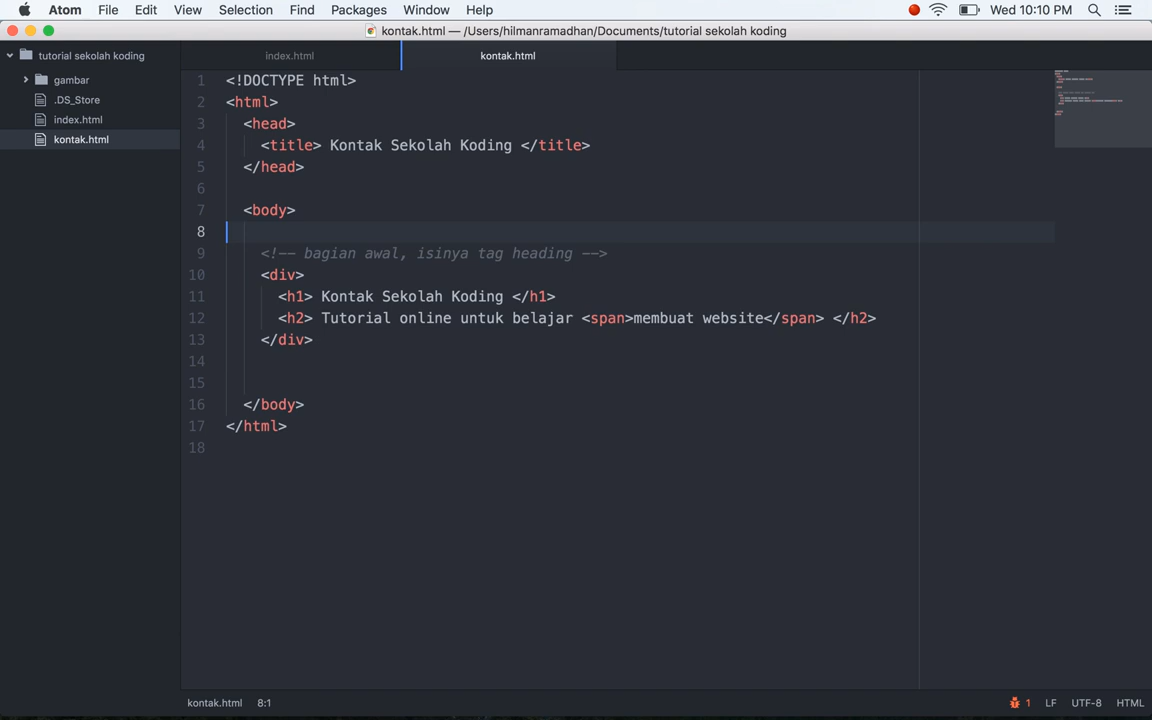 Atom File Edit View Selection Find Packages Window Help Wed 10:10 PM
kontak.html — /Users/hilmanramadhan/Documents/tutorial sekolah koding
tutorial sekolah koding
gambar
.DS_Store
index.html
kontak.html
index.html kontak.html
1 <!DOCTYPE html>
2 <html>
3 <head>
4 <title> Kontak Sekolah Koding </title>
5 </head>
6
7 <body>
8
9 <!-- bagian awal, isinya tag heading -->
10 <div>
11 <h1> Kontak Sekolah Koding </h1>
12 <h2> Tutorial online untuk belajar <span>membuat website</span> </h2>
13 </div>
14
15
16 </body>
17 </html>
18
kontak.html 8:1 1 LF UTF-8 HTML